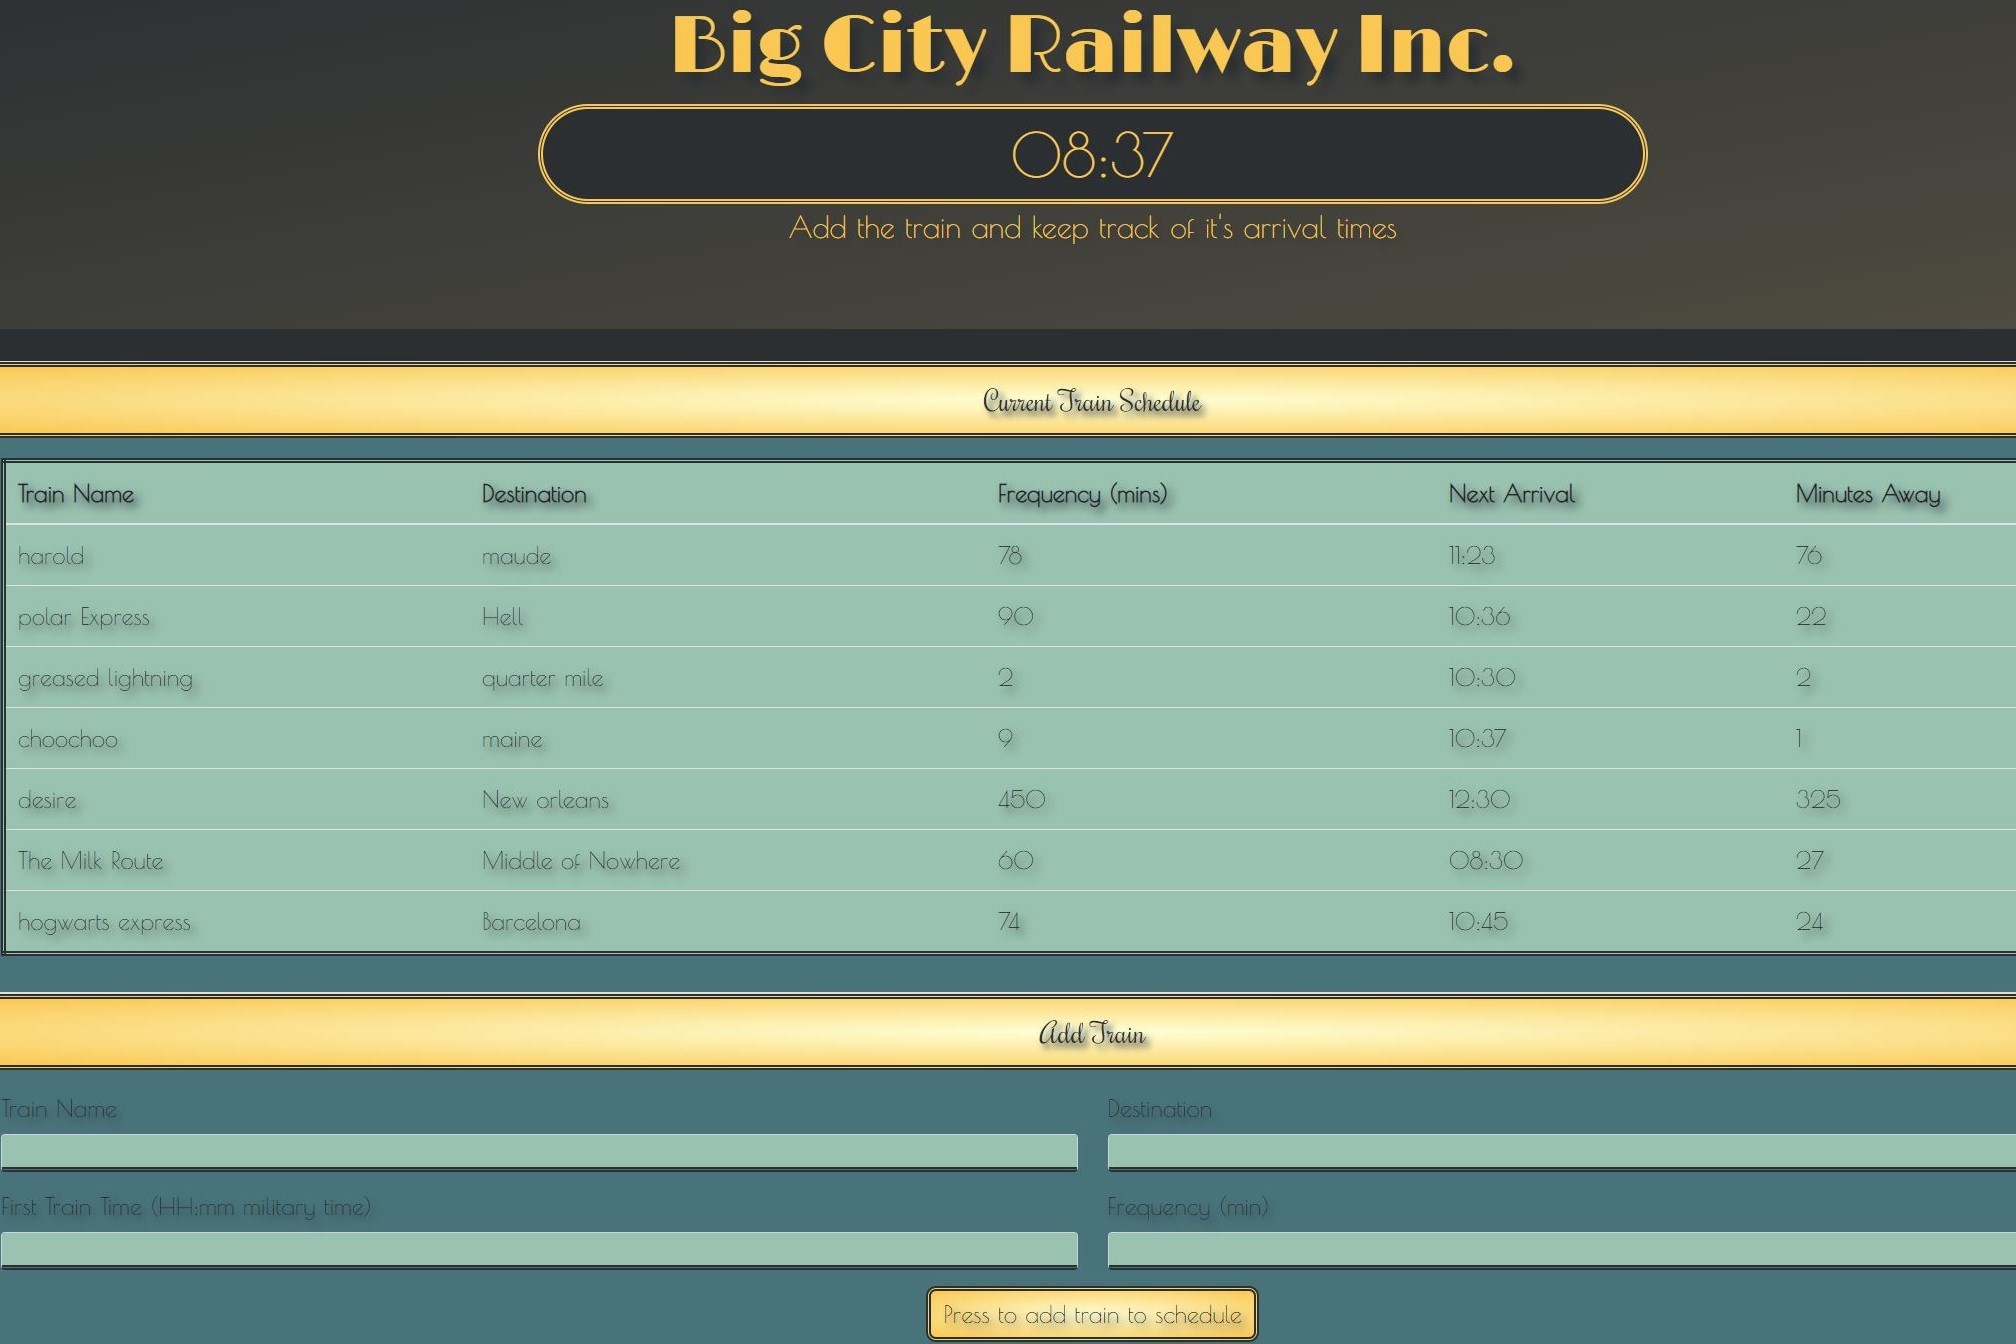 Big City Railway Inc.
08:37
Add the train and keep track of it's arrival times
Current Train Schedule
Train Name Destination Frequency (mins) Next Arrival Minutes Away
harold maude 78 11:23 76
polar Express Hell 90 10:36 22
greased lightning quarter mile 2 10:30 2
choochoo maine 9 10:37 1
desire New orleans 450 12:30 325
The Milk Route Middle of Nowhere 60 08:30 27
hogwarts express Barcelona 74 10:45 24
Add Train
Train Name Destination
First Train Time (HH:mm military time) Frequency (min)
Press to add train to schedule